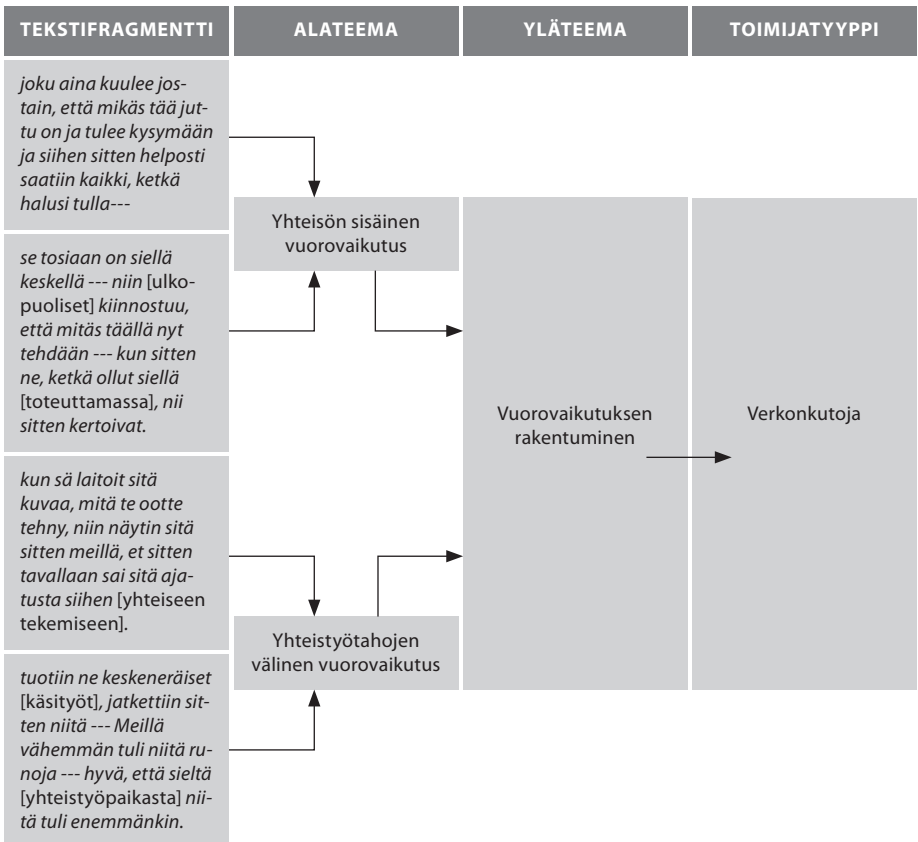 TEKSTIFRAGMENTTI
ALATEEMA
YLÄTEEMA
TOIMIJATYYPPI
joku aina kuulee jos-
tain, että mikäs tää jut-
tu on ja tulee kysymään
ja siihen sitten helposti
saatiin kaikki, ketkä
halusi tulla---
se tosiaan on siellä
keskellä --- niin [ulko-
puoliset] kiinnostuu,
että mitäs täällä nyt
tehdään --- kun sitten
ne, ketkä ollut siellä
[toteuttamassa], nii
sitten kertoivat.
kun sä laitoit sitä
kuvaa, mitä te ootte
tehny, niin näytin sitä
sitten meillä, et sitten
tavallaan sai sitä aja-
tusta siihen [yhteiseen
tekemiseen].
tuotiin ne keskeneräiset
[käsityöt], jatkettiin sit-
ten niitä --- Meillä
vähemmän tuli niitä ru-
noja --- hyvä, että sieltä
[yhteistyöpaikasta] nii-
tä tuli enemmänkin.
Yhteisön sisäinen
vuorovaikutus
Yhteistyötahojen
välinen vuorovaikutus
Vuorovaikutuksen
rakentuminen
Verkonkutoja